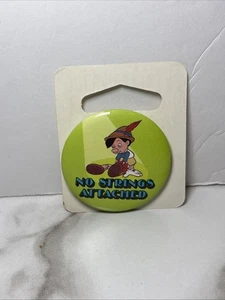 NO STRINGS
ATTACHED